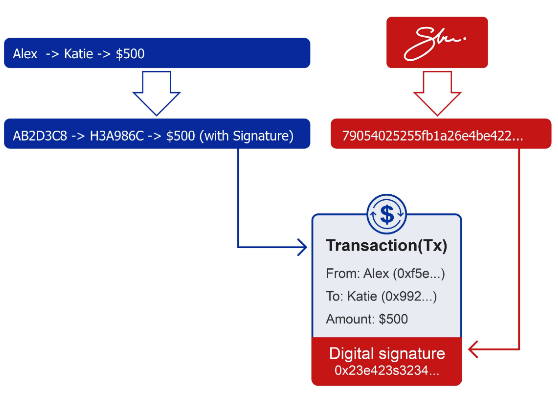 Alex -> Katie -> $500
AB2D3C8 -> H3A986C -> $500 (with Signature)
79054025255fb1a26e4be422...
$
Transaction(Tx)
From: Alex (0xf5e...)
To: Katie (0x992...)
Amount: $500
Digital signature
0x23e423s3234...